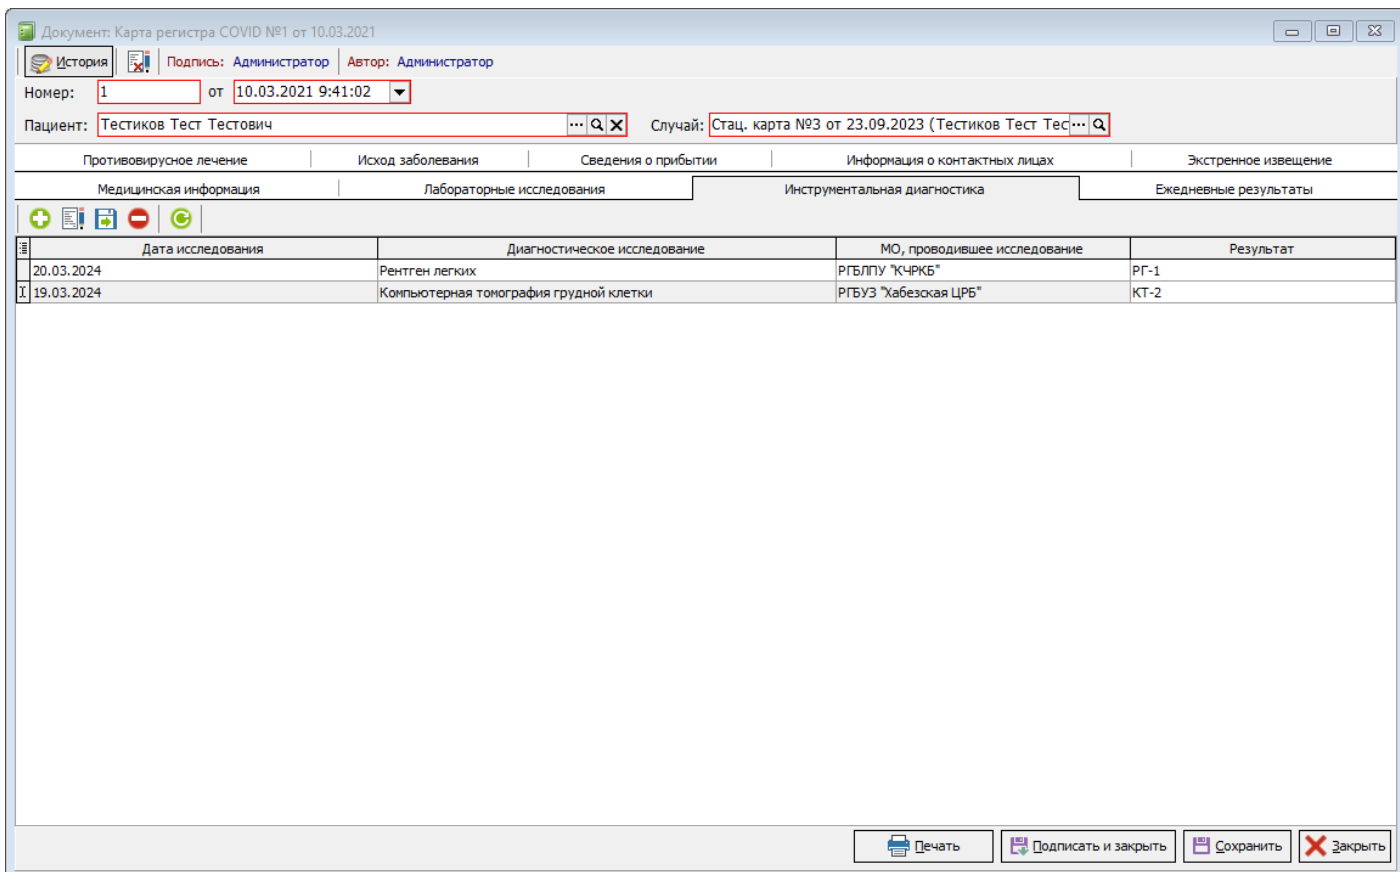 Документ: Карта регистра COVID №1 от 10.03.2021
История Подпись: Администратор Автор: Администратор
Номер: 1 от 10.03.2021 9:41:02
Пациент: Тестиков Тест Тестович Случай: Стац. карта №3 от 23.09.2023 (Тестиков Тест Тес
Противовирусное лечение Исход заболевания Сведения о прибытии Информация о контактных лицах Экстренное извещение
Медицинская информация Лабораторные исследования Инструментальная диагностика Ежедневные результаты
Дата исследования Диагностическое исследование МО, проводившее исследование Результат
20.03.2024 Рентген легких РГБЛПУ "КЧРКБ" РГ-1
19.03.2024 Компьютерная томография грудной клетки РГБУЗ "Хабезская ЦРБ" КТ-2
Печать Подписать и закрыть Сохранить Закрыть